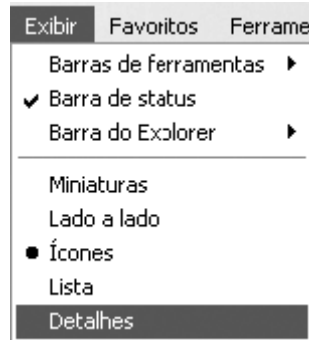 Exibir Favoritos Ferrame
Barras de ferramentas
Barra de status
Barra do Explorer
Miniaturas
Lado a lado
Ícones
Lista
Detalhes